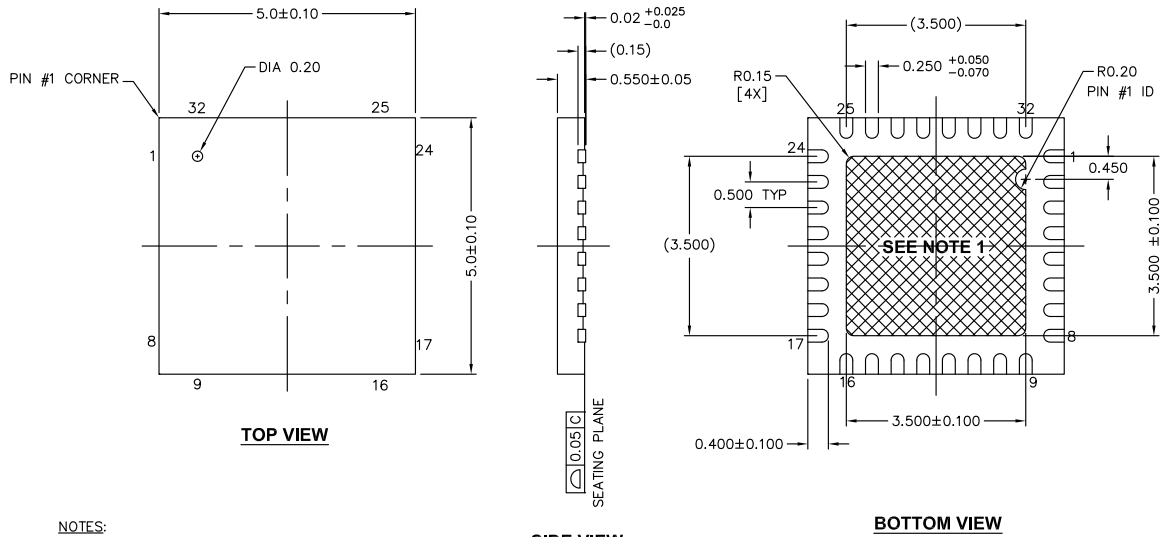 5.0±0.10
PIN #1 CORNER
DIA 0.20
32
25
1
24
5.0±0.10
8
17
9
16
TOP VIEW
0.02 +0.025 -0.0
(0.15)
0.550±0.05
0.05 C
SEATING PLANE
(3.500)
0.250 +0.050 -0.070
R0.15
[4X]
R0.20
PIN #1 ID
25
32
24
1
0.450
0.500 TYP
(3.500)
SEE NOTE 1
3.500 ±0.100
17
8
16
9
3.500±0.100
0.400±0.100
BOTTOM VIEW
NOTES:
SIDE VIEW